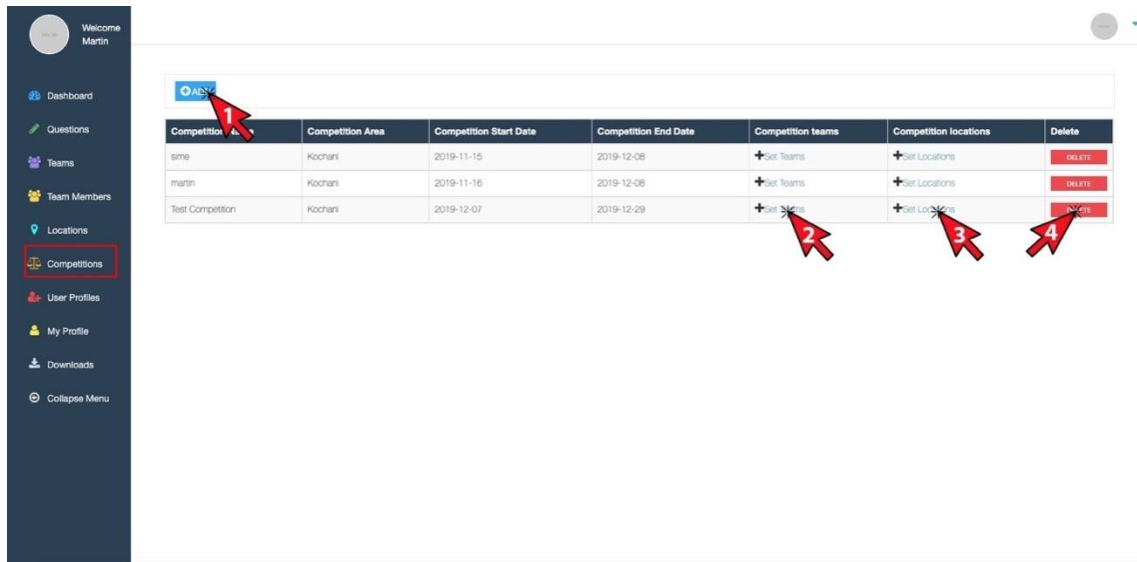 Welcome
Martin
Dashboard
Questions
Teams
Team Members
Locations
Competitions
User Profiles
My Profile
Downloads
Collapse Menu
1
Competition Area Competition Start Date Competition End Date Competition teams Competition locations Delete
sime Kochani 2019-11-15 2019-12-08 Set Teams Set Locations DELETE
martin Kochani 2019-11-16 2019-12-08 Set Teams Set Locations DELETE
Test Competition Kochani 2019-12-07 2019-12-29 Set Set
2 3 4